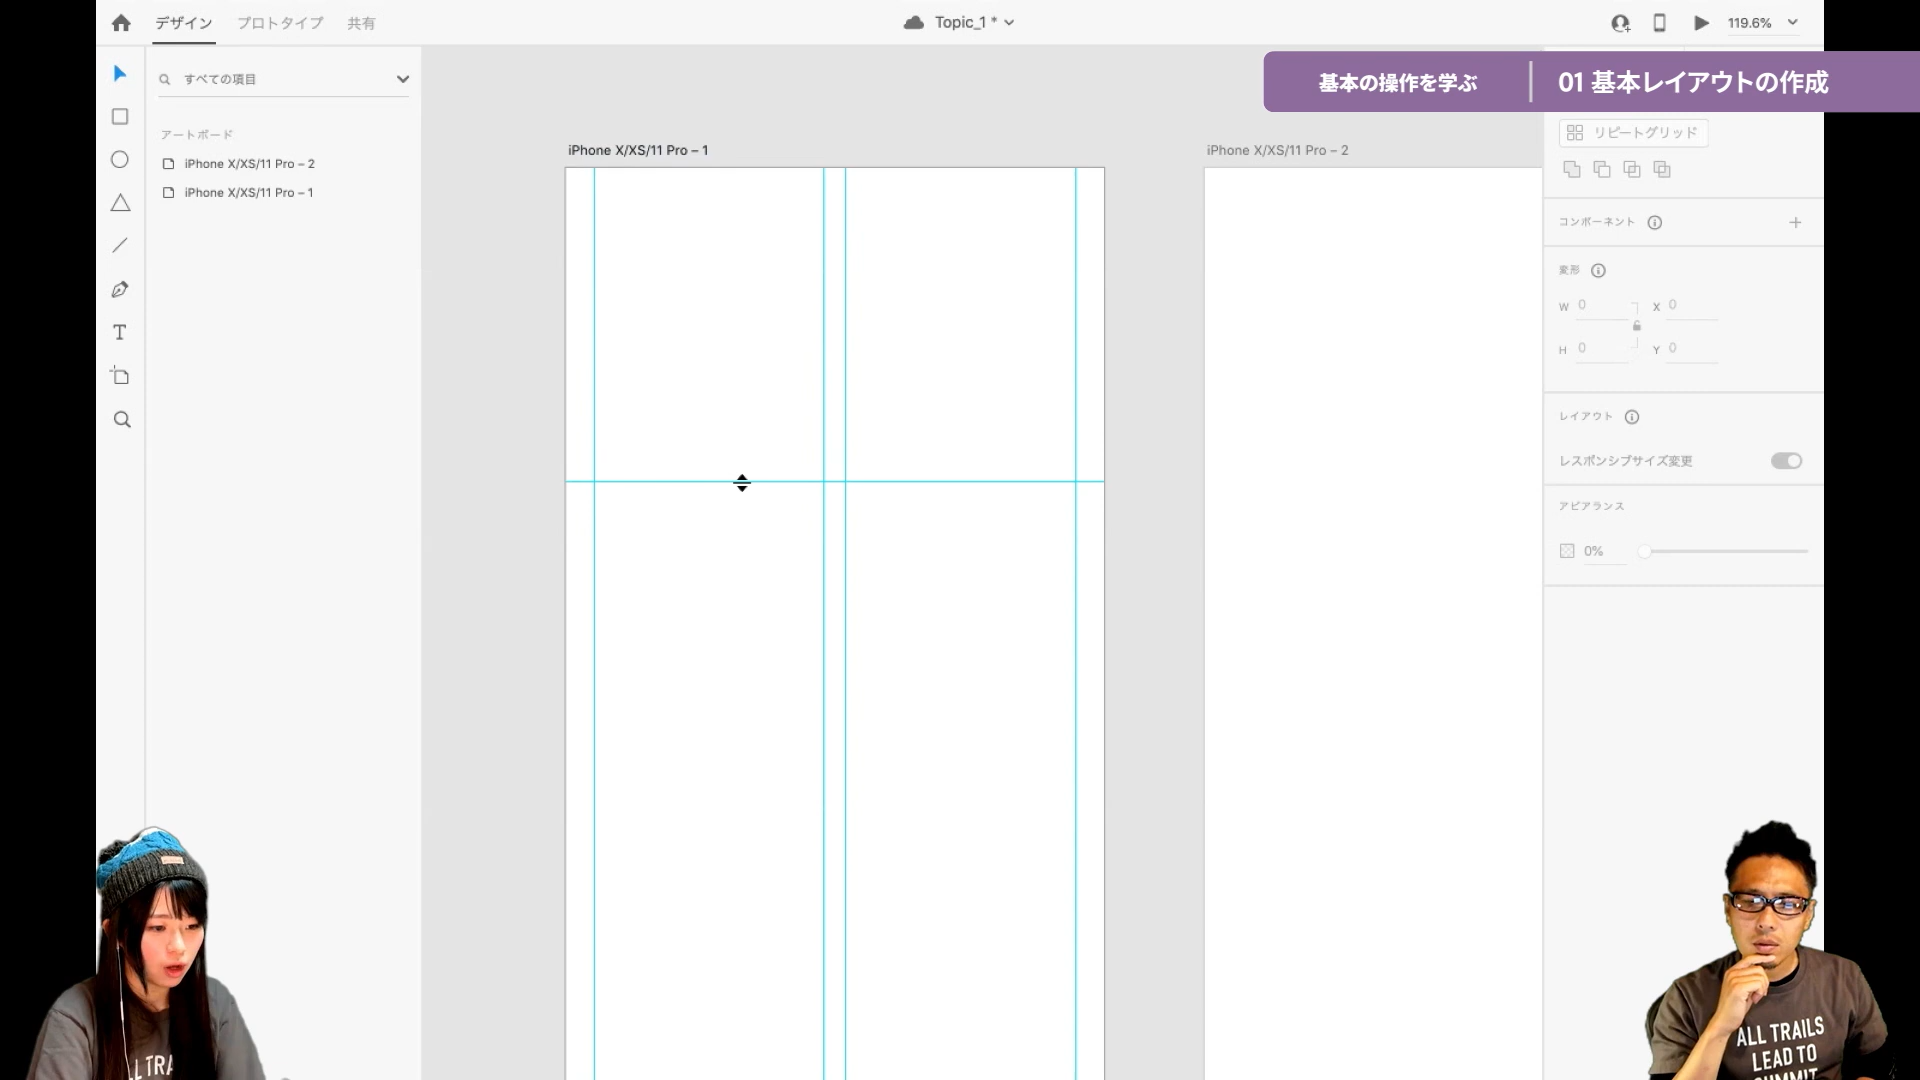 デザイン プロトタイプ 共有
Topic_1 *
119.6%
基本の操作を学ぶ
01 基本レイアウトの作成
すべての項目
アートボード
iPhone X/XS/11 Pro – 2
iPhone X/XS/11 Pro – 1
iPhone X/XS/11 Pro – 1
iPhone X/XS/11 Pro – 2
リピートグリッド
コンポーネント
変形
W 0 X 0
H 0 Y 0
レイアウト
レスポンシブサイズ変更
アピアランス
0%
ALL TRAILS
LEAD TO
SUMMIT